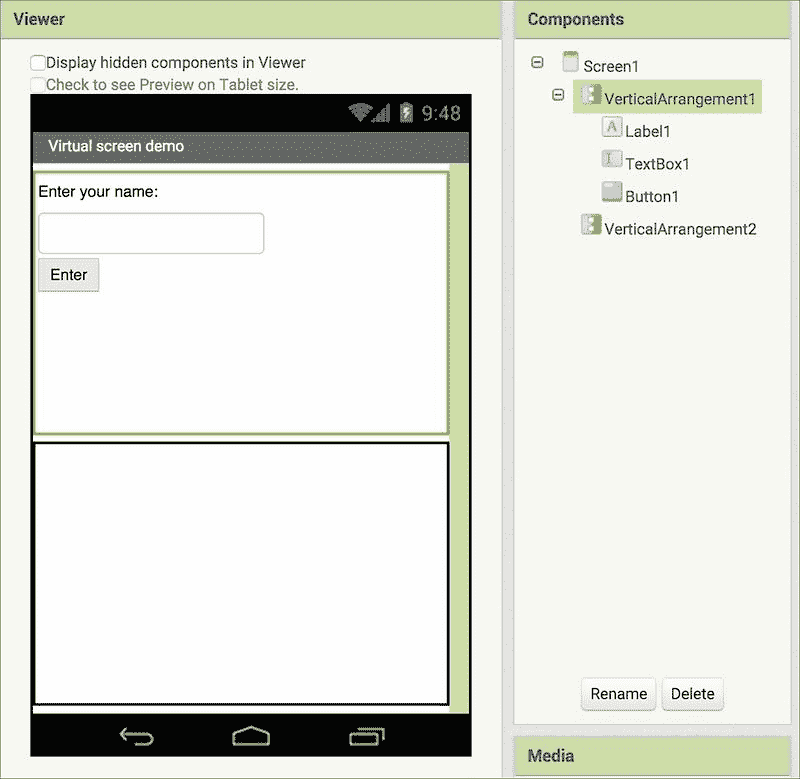 Viewer
Display hidden components in Viewer
Check to see Preview on Tablet size.
9:48
Virtual screen demo
Enter your name:
Enter
Components
Screen1
VerticalArrangement1
A
Label1
TextBox1
Button1
VerticalArrangement2
Rename Delete
Media